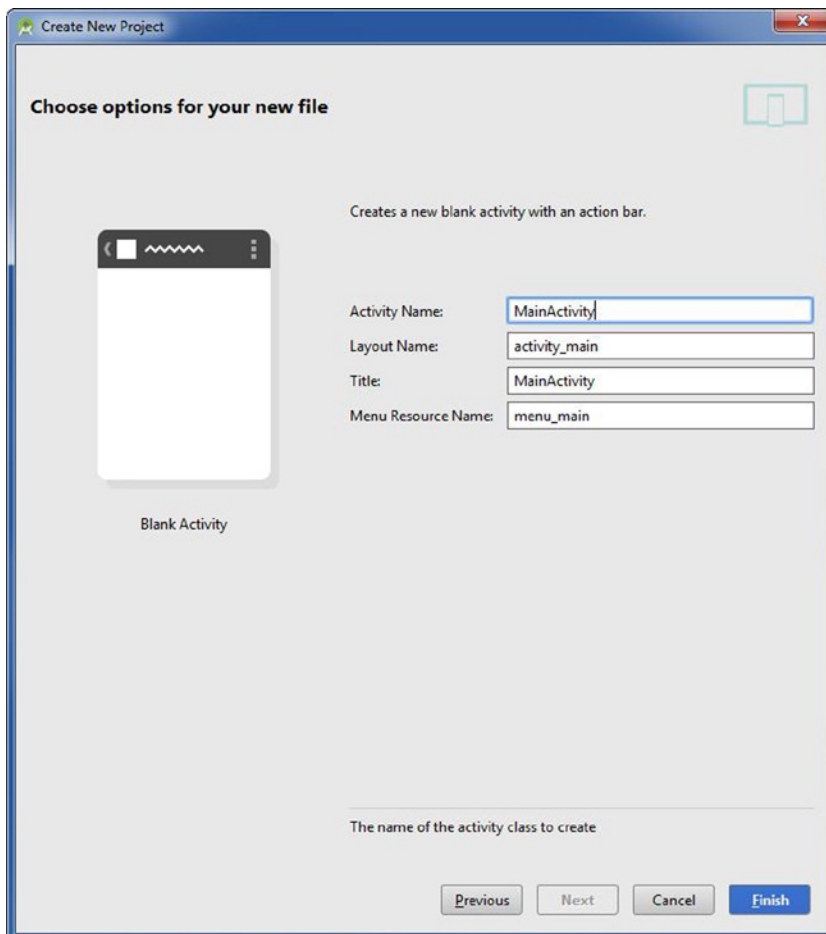 Create New Project
Choose options for your new file
Creates a new blank activity with an action bar.
Activity Name: MainActivity
Layout Name: activity_main
Title: MainActivity
Menu Resource Name: menu_main
Blank Activity
The name of the activity class to create
Previous Next Cancel Finish